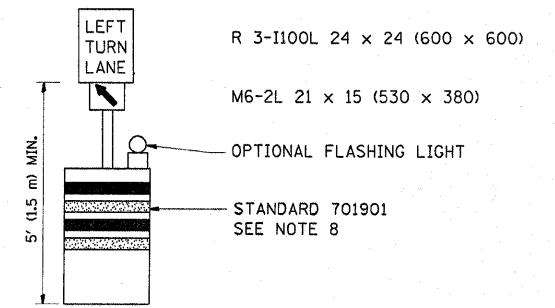 LEFT
TURN
LANE
R 3-I100L 24 x 24 (600 x 600)
M6-2L 21 x 15 (530 x 380)
OPTIONAL FLASHING LIGHT
5' (1.5 m) MIN.
STANDARD 701901
SEE NOTE 8